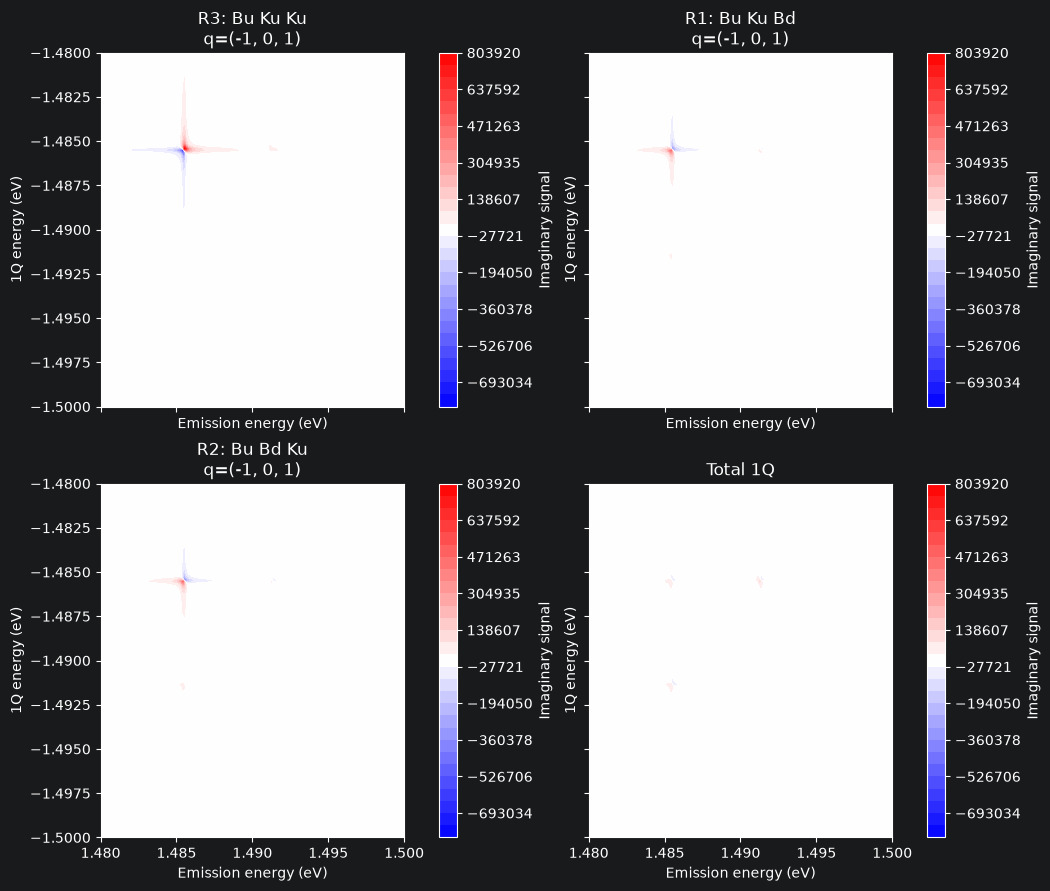 R3: Bu Ku Ku
q=(-1, 0, 1)
−1.4800
−1.4825
−1.4850
−1.4875
−1.4900
−1.4925
−1.4950
−1.4975
−1.5000
1Q energy (eV)
Emission energy (eV)
803920
637592
471263
304935
138607
−27721
−194050
−360378
−526706
−693034
Imaginary signal
R1: Bu Ku Bd
q=(-1, 0, 1)
1Q energy (eV)
Emission energy (eV)
803920
637592
471263
304935
138607
−27721
−194050
−360378
−526706
−693034
Imaginary signal
R2: Bu Bd Ku
q=(-1, 0, 1)
−1.4800
−1.4825
−1.4850
−1.4875
−1.4900
−1.4925
−1.4950
−1.4975
−1.5000
1Q energy (eV)
1.480 1.485 1.490 1.495 1.500
Emission energy (eV)
803920
637592
471263
304935
138607
−27721
−194050
−360378
−526706
−693034
Imaginary signal
Total 1Q
1Q energy (eV)
1.480 1.485 1.490 1.495 1.500
Emission energy (eV)
803920
637592
471263
304935
138607
−27721
−194050
−360378
−526706
−693034
Imaginary signal